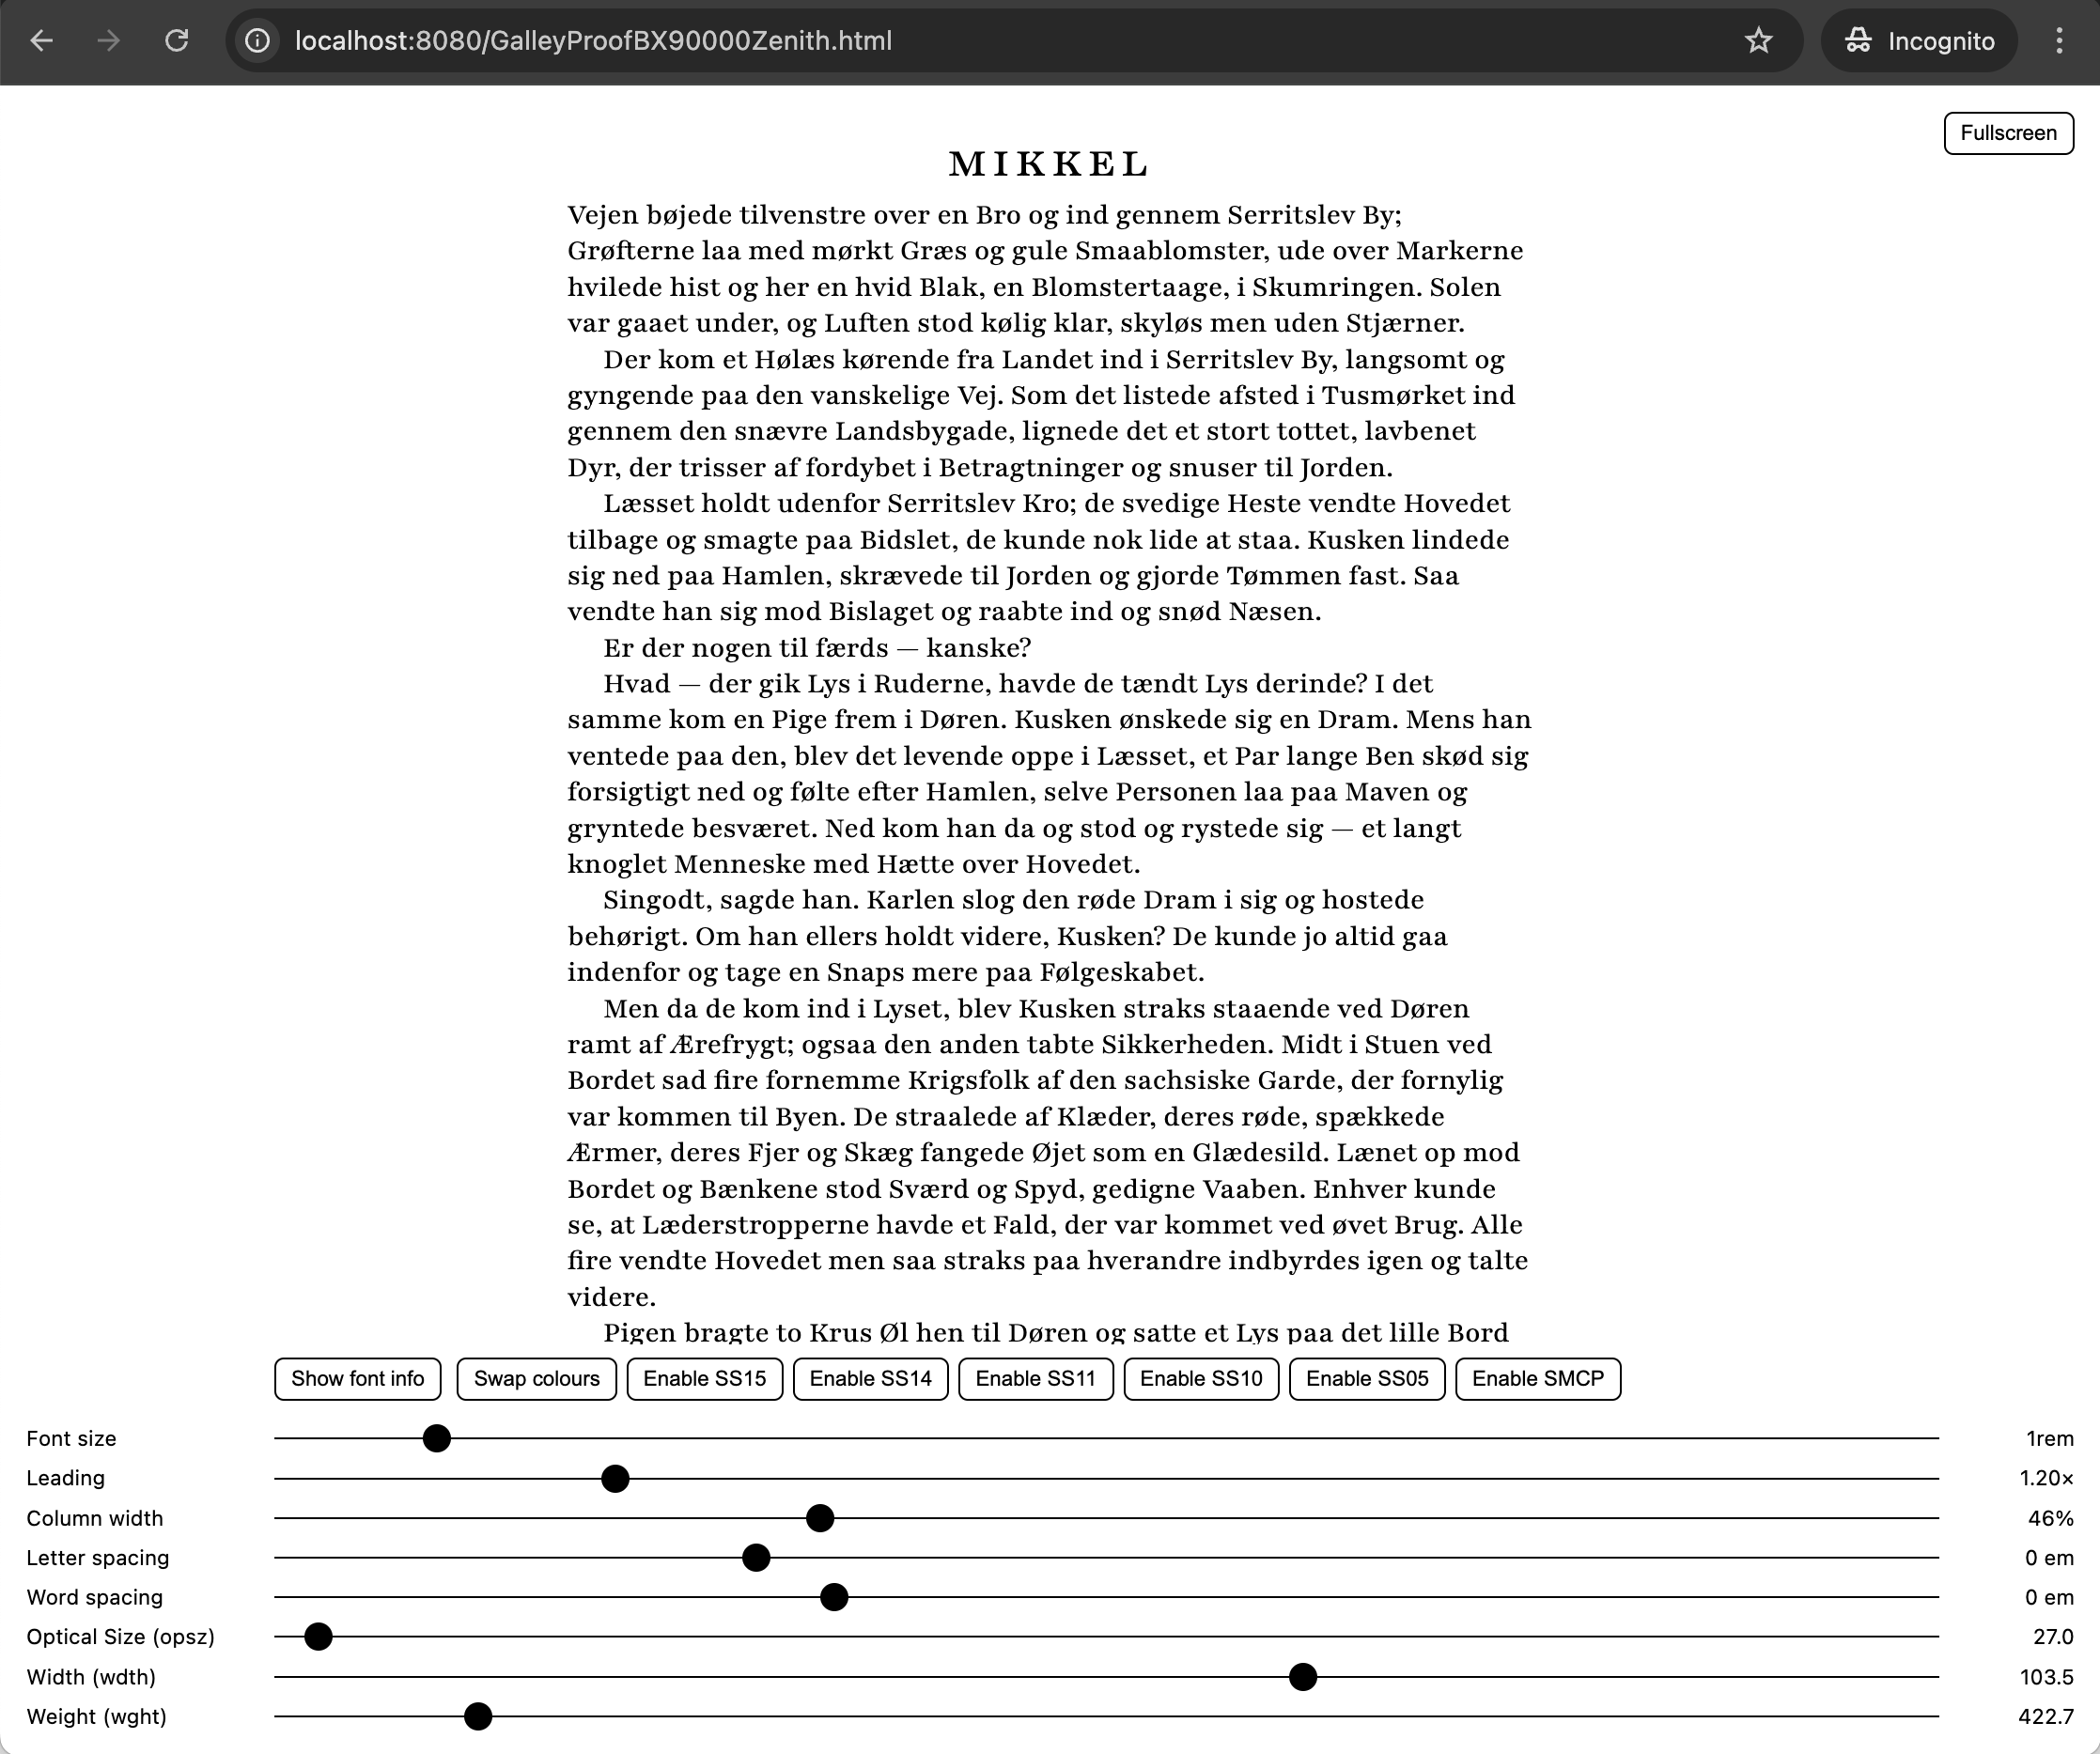 localhost:8080/GalleyProofBX90000Zenith.html
Incognito
Fullscreen
MIKKEL
Vejen bøjede tilvenstre over en Bro og ind gennem Serritslev By;
Grøfterne laa med mørkt Græs og gule Smaablomster, ude over Markerne
hvilede hist og her en hvid Blak, en Blomstertaage, i Skumringen. Solen
var gaaet under, og Luften stod kølig klar, skyløs men uden Stjærner.
Der kom et Hølæs kørende fra Landet ind i Serritslev By, langsomt og
gyngende paa den vanskelige Vej. Som det listede afsted i Tusmørket ind
gennem den snævre Landsbygade, lignede det et stort tottet, lavbenet
Dyr, der trisser af fordybet i Betragtninger og snuser til Jorden.
Læsset holdt udenfor Serritslev Kro; de svedige Heste vendte Hovedet
tilbage og smagte paa Bidslet, de kunde nok lide at staa. Kusken lindede
sig ned paa Hamlen, skrævede til Jorden og gjorde Tømmen fast. Saa
vendte han sig mod Bislaget og raabte ind og snød Næsen.
Er der nogen til færds — kanske?
Hvad — der gik Lys i Ruderne, havde de tændt Lys derinde? I det
samme kom en Pige frem i Døren. Kusken ønskede sig en Dram. Mens han
ventede paa den, blev det levende oppe i Læsset, et Par lange Ben skød sig
forsigtigt ned og følte efter Hamlen, selve Personen laa paa Maven og
gryntede besværet. Ned kom han da og stod og rystede sig — et langt
knoglet Menneske med Hætte over Hovedet.
Singodt, sagde han. Karlen slog den røde Dram i sig og hostede
behørigt. Om han ellers holdt videre, Kusken? De kunde jo altid gaa
indenfor og tage en Snaps mere paa Følgeskabet.
Men da de kom ind i Lyset, blev Kusken straks staaende ved Døren
ramt af Ærefrygt; ogsaa den anden tabte Sikkerheden. Midt i Stuen ved
Bordet sad fire fornemme Krigsfolk af den sachsiske Garde, der fornylig
var kommen til Byen. De straalede af Klæder, deres røde, spækkede
Ærmer, deres Fjer og Skæg fangede Øjet som en Glædesild. Lænet op mod
Bordet og Bænkene stod Sværd og Spyd, gedigne Vaaben. Enhver kunde
se, at Læderstropperne havde et Fald, der var kommet ved øvet Brug. Alle
fire vendte Hovedet men saa straks paa hverandre indbyrdes igen og talte
videre.
Pigen bragte to Krus Øl hen til Døren og satte et Lys paa det lille Bord
Show font info Swap colours Enable SS15 Enable SS14 Enable SS11 Enable SS10 Enable SS05 Enable SMCP
Font size 1rem
Leading 1.20×
Column width 46%
Letter spacing 0 em
Word spacing 0 em
Optical Size (opsz) 27.0
Width (wdth) 103.5
Weight (wght) 422.7